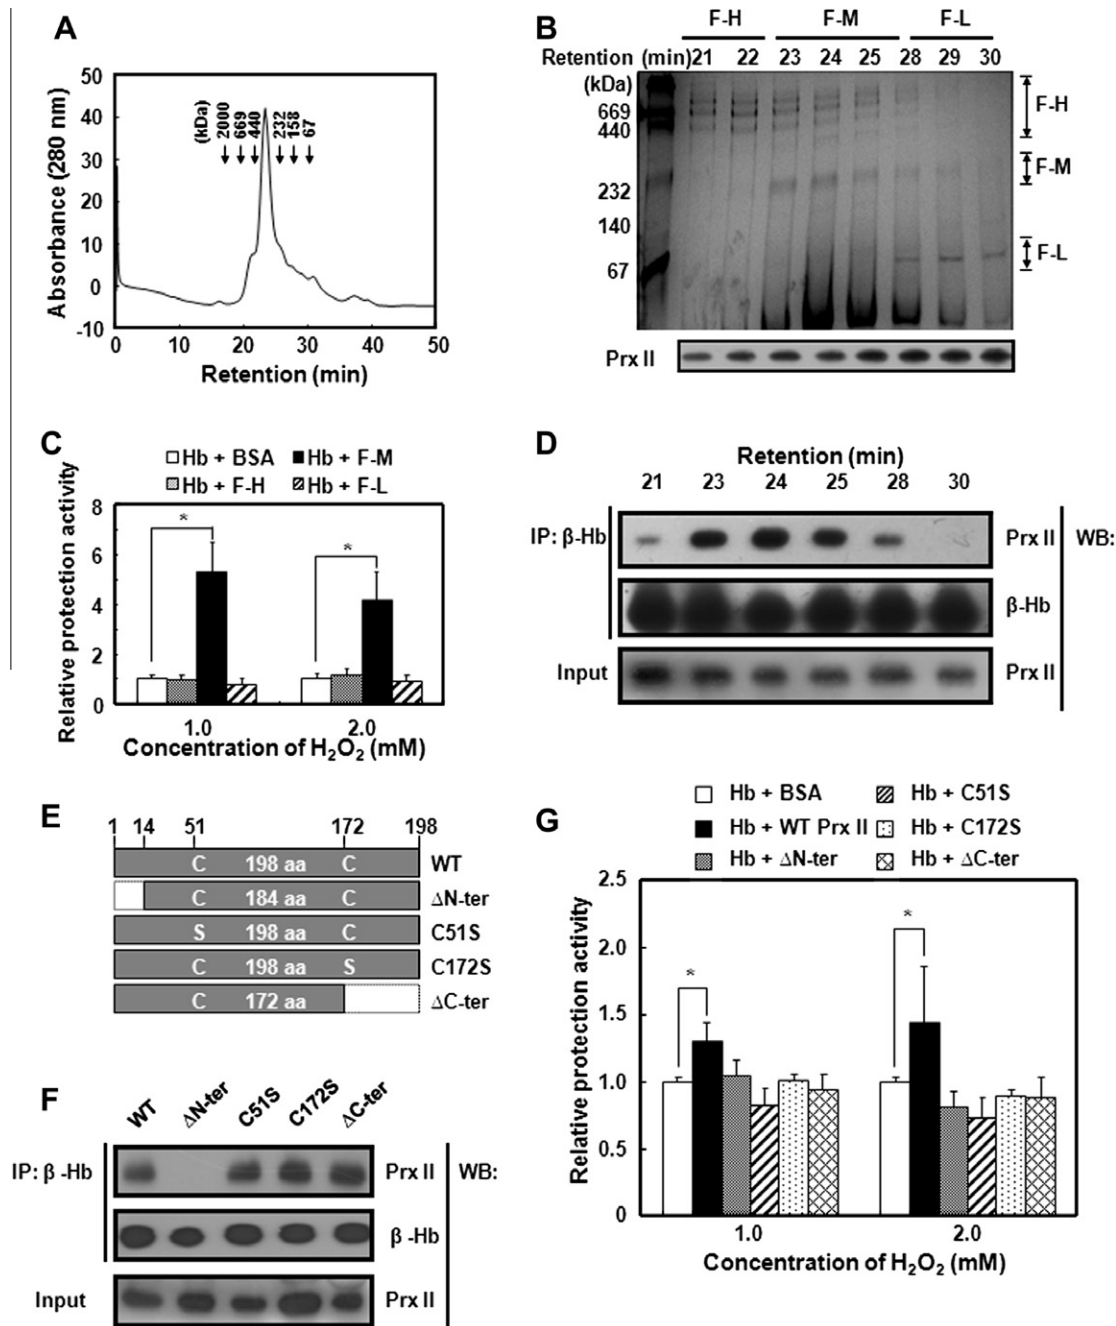 A
Absorbance (280 nm)
50
40
30
20
10
0
-10
(kDa)
2000
669
440
232
158
67
0 10 20 30 40 50
Retention (min)
B
F-H F-M F-L
Retention (min) 21 22 23 24 25 28 29 30
(kDa)
669
440
232
140
67
F-H
F-M
F-L
Prx II
C
Hb + BSA Hb + F-M
Hb + F-H Hb + F-L
Relative protection activity
8
6
4
2
0
* *
1.0 2.0
Concentration of H₂O₂ (mM)
D
Retention (min)
21 23 24 25 28 30
IP: β-Hb Prx II WB:
β-Hb
Input Prx II
E
1 14 51 172 198
C 198 aa C WT
C 184 aa C ΔN-ter
S 198 aa C C51S
C 198 aa S C172S
C 172 aa ΔC-ter
F
WT ΔN-ter C51S C172S ΔC-ter
IP: β -Hb Prx II WB:
β -Hb
Input Prx II
G
Hb + BSA Hb + C51S
Hb + WT Prx II Hb + C172S
Hb + ΔN-ter Hb + ΔC-ter
Relative protection activity
2.5
2.0
1.5
1.0
0.5
0
* *
1.0 2.0
Concentration of H₂O₂ (mM)